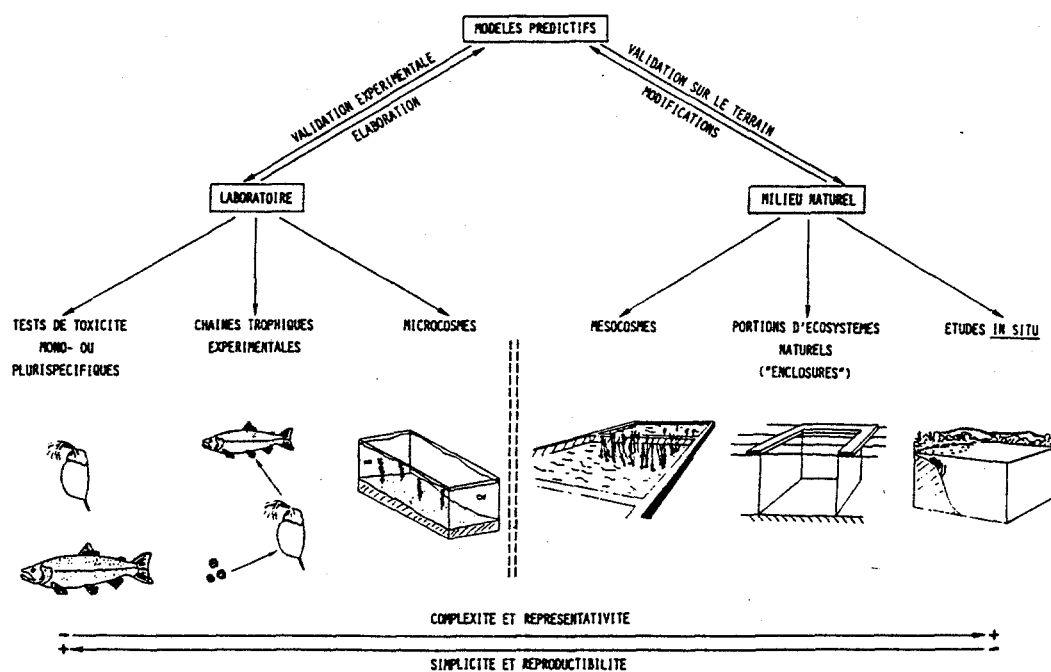 MODELES PREDICTIFS
VALIDATION EXPERIMENTALE
ELABORATION
VALIDATION SUR LE TERRAIN
MODIFICATIONS
LABORATOIRE
MILIEU NATUREL
TESTS DE TOXICITE
MONO- OU
PLURISPECIFIQUES
CHAINES TROPHIQUES
EXPERIMENTALES
MICROCOSMES
MESOCOSMES
PORTIONS D'ECOSYSTEMES
NATURELS
("ENCLOSURES")
ETUDES IN SITU
COMPLEXITE ET REPRESENTATIVITE
- +
+ -
SIMPLICITE ET REPRODUCTIBILITE